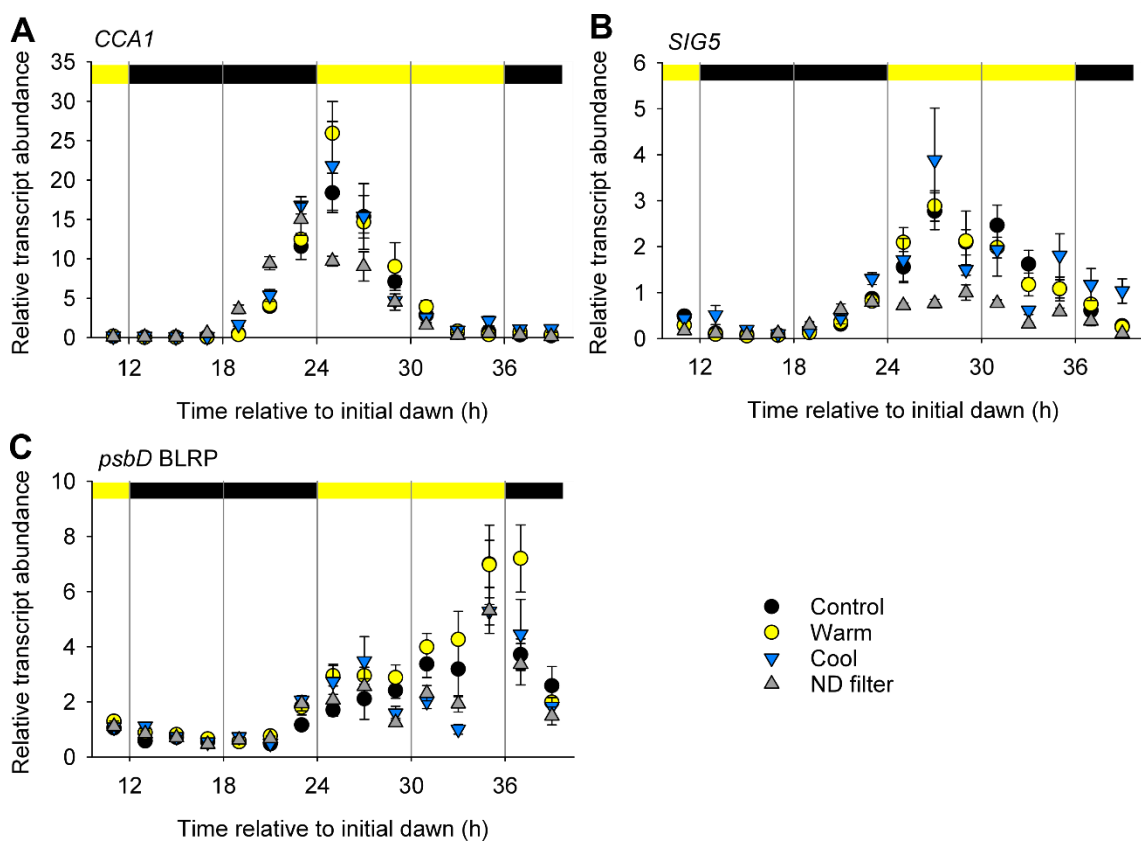 A
CCA1
Relative transcript abundance
35
30
25
20
15
10
5
0
12 18 24 30 36
Time relative to initial dawn (h)
B
SIG5
Relative transcript abundance
6
5
4
3
2
1
0
12 18 24 30 36
Time relative to initial dawn (h)
C
psbD BLRP
Relative transcript abundance
10
8
6
4
2
0
12 18 24 30 36
Time relative to initial dawn (h)
Control
Warm
Cool
ND filter